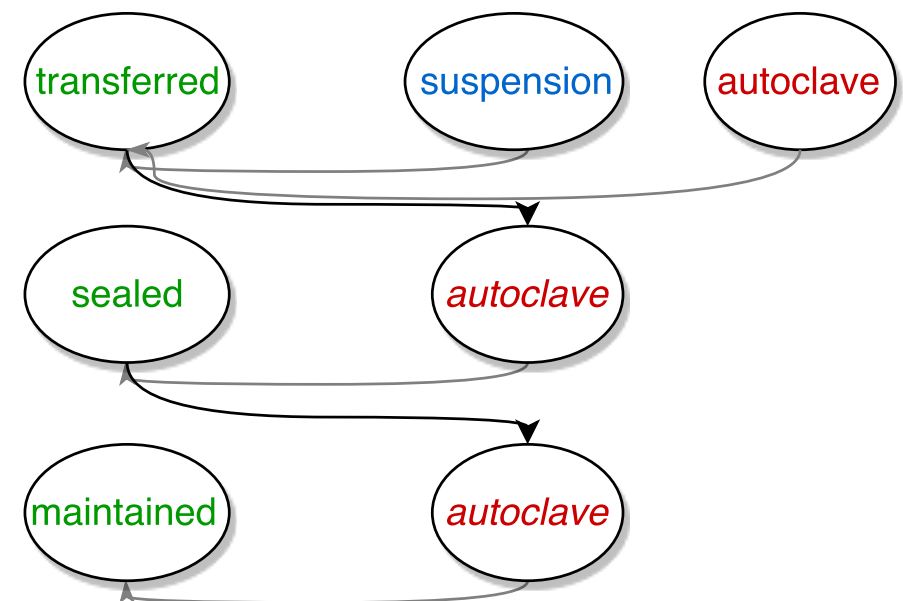 transferred suspension autoclave
sealed autoclave
maintained autoclave